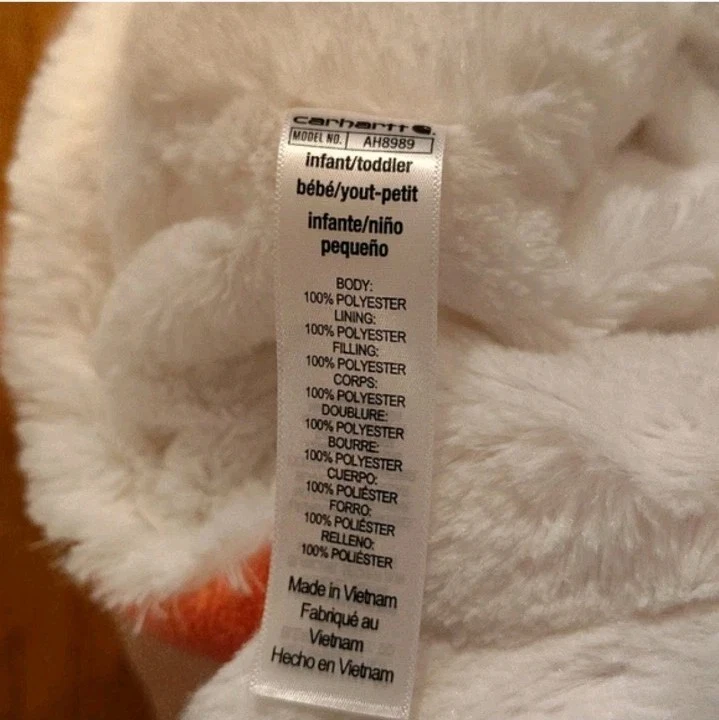 carhartt
MODEL NO. AH8989
infant/toddler
bébé/yout-petit
infante/niño
pequeño
BODY:
100% POLYESTER
LINING:
100% POLYESTER
FILLING:
100% POLYESTER
CORPS:
100% POLYESTER
DOUBLURE:
100% POLYESTER
BOURRE:
100% POLYESTER
CUERPO:
100% POLIÉSTER
FORRO:
100% POLIÉSTER
RELLENO:
100% POLIÉSTER
Made in Vietnam
Fabriqué au
Vietnam
Hecho en Vietnam